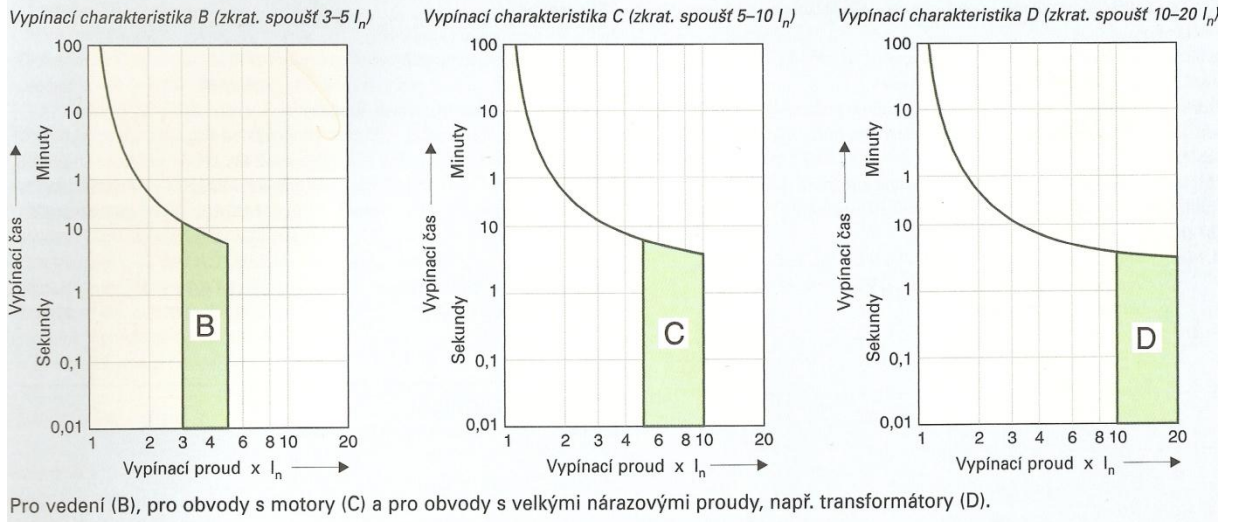 Vypínací charakteristika B (zkrat. spoušť 3–5 In)
100
10
Minuty
1
10
1
Sekundy
0,1
0,01
Vypínací čas
B
1 2 3 4 6 8 10 20
Vypínací proud x In
Vypínací charakteristika C (zkrat. spoušť 5–10 In)
100
10
Minuty
1
10
1
Sekundy
0,1
0,01
Vypínací čas
C
1 2 3 4 6 8 10 20
Vypínací proud x In
Vypínací charakteristika D (zkrat. spoušť 10–20 In)
100
10
Minuty
1
10
1
Sekundy
0,1
0,01
Vypínací čas
D
1 2 3 4 6 8 10 20
Vypínací proud x In
Pro vedení (B), pro obvody s motory (C) a pro obvody s velkými nárazovými proudy, např. transformátory (D).